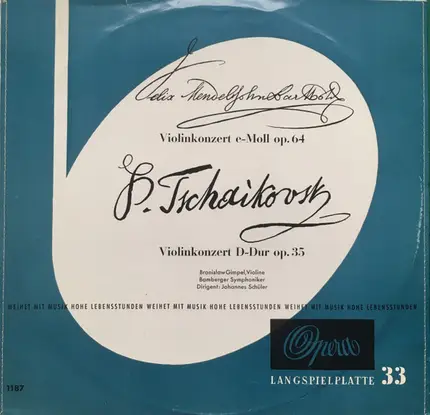 Felix Mendelssohn Bartholdy
Violinkonzert e-Moll op. 64
P. Tschaikovsky
Violinkonzert D-Dur op. 35
Bronislaw Gimpel, Violine
Bamberger Symphoniker
Dirigent: Johannes Schüler
WEIHET MIT MUSIK HOHE LEBENSSTUNDEN WEIHET MIT MUSIK HOHE LEBENSSTUNDEN WEIHET MIT MUSIK HOHE LEBENSSTUNDEN
Opera
LANGSPIELPLATTE 33
1187